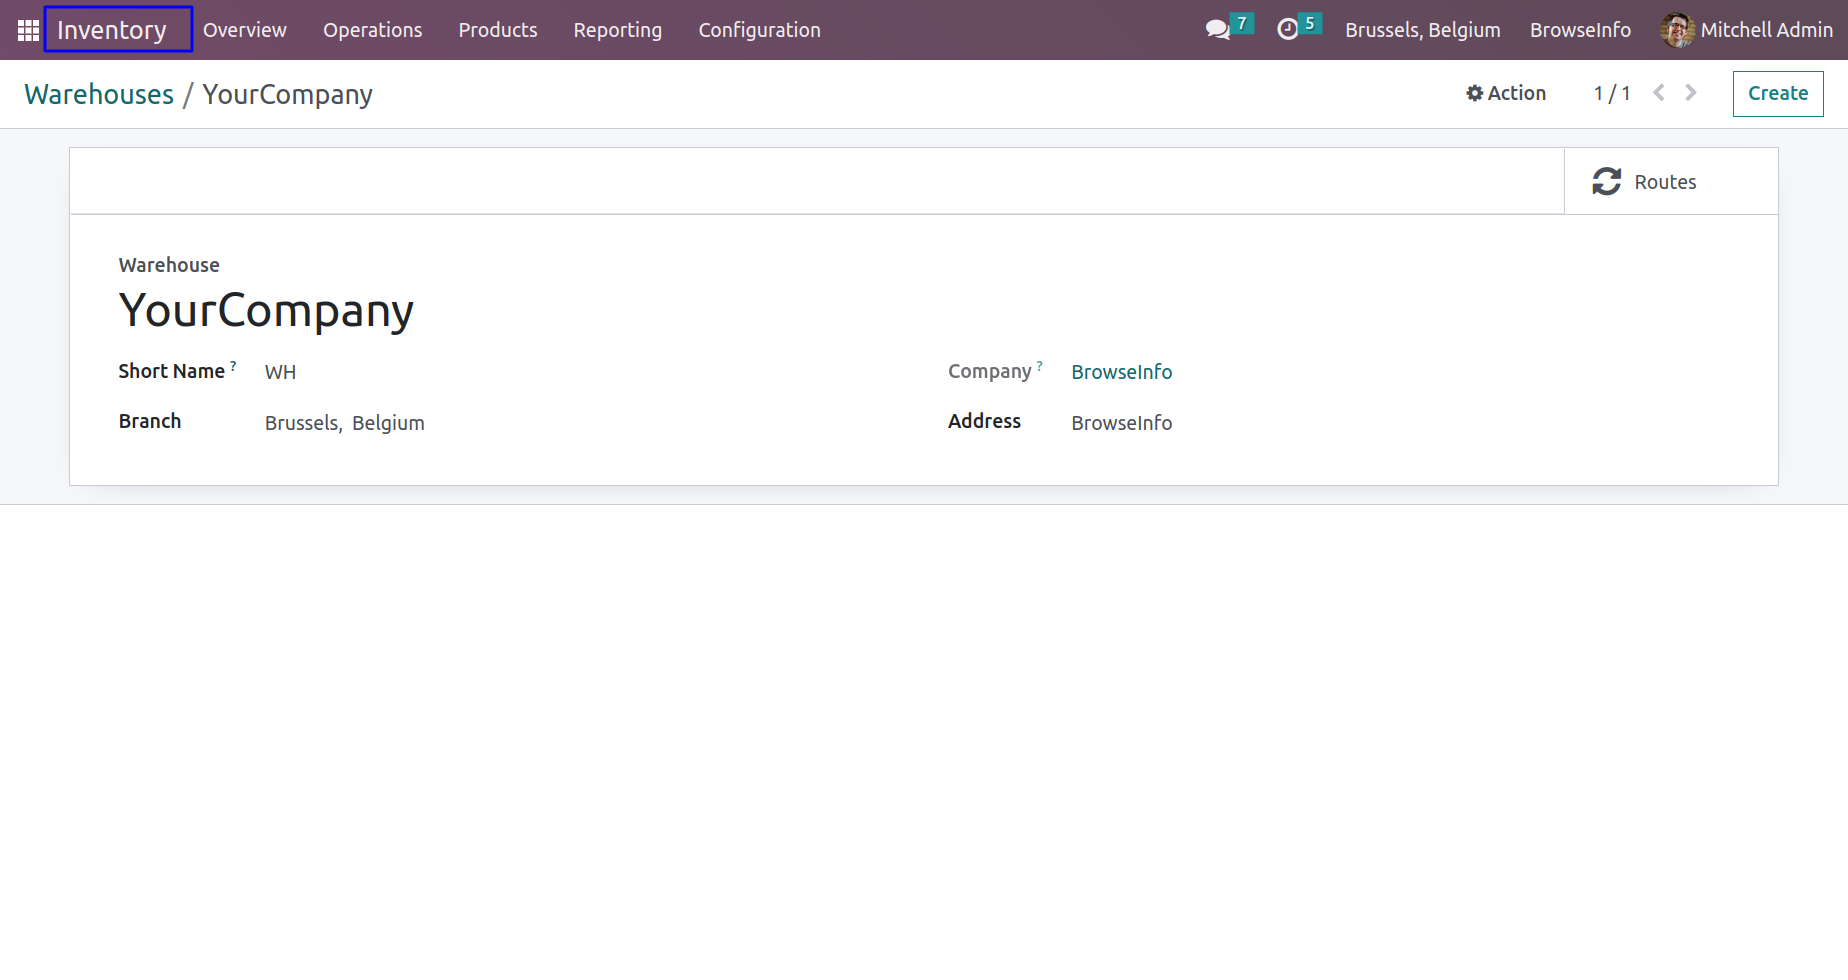 Inventory Overview Operations Products Reporting Configuration 7 5 Brussels, Belgium BrowseInfo Mitchell Admin
Warehouses / YourCompany Action 1 / 1 Create
Routes
Warehouse
YourCompany
Short Name ? WH Company ? BrowseInfo
Branch Brussels, Belgium Address BrowseInfo